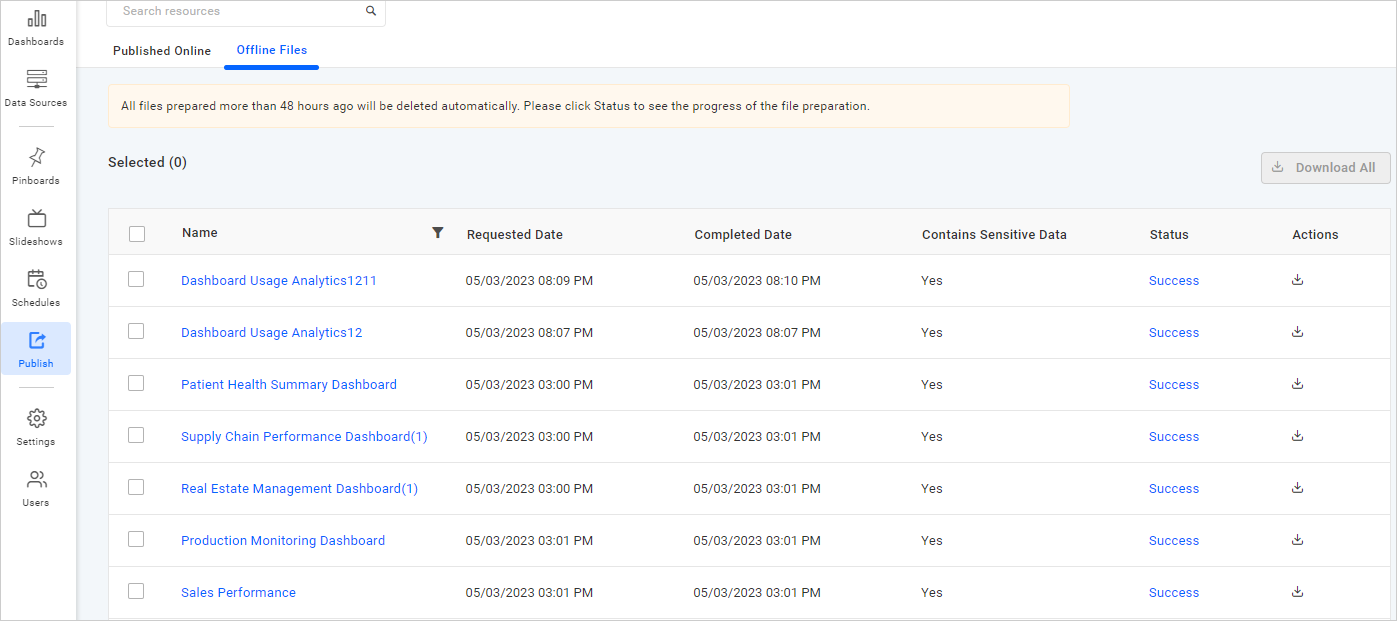 Dashboards
Data Sources
Pinboards
Slideshows
Schedules
Publish
Settings
Users
Search resources
Published Online Offline Files
All files prepared more than 48 hours ago will be deleted automatically. Please click Status to see the progress of the file preparation.
Selected (0)
Download All
Name Requested Date Completed Date Contains Sensitive Data Status Actions
Dashboard Usage Analytics1211 05/03/2023 08:09 PM 05/03/2023 08:10 PM Yes Success
Dashboard Usage Analytics12 05/03/2023 08:07 PM 05/03/2023 08:07 PM Yes Success
Patient Health Summary Dashboard 05/03/2023 03:00 PM 05/03/2023 03:01 PM Yes Success
Supply Chain Performance Dashboard(1) 05/03/2023 03:00 PM 05/03/2023 03:01 PM Yes Success
Real Estate Management Dashboard(1) 05/03/2023 03:00 PM 05/03/2023 03:01 PM Yes Success
Production Monitoring Dashboard 05/03/2023 03:01 PM 05/03/2023 03:01 PM Yes Success
Sales Performance 05/03/2023 03:01 PM 05/03/2023 03:01 PM Yes Success